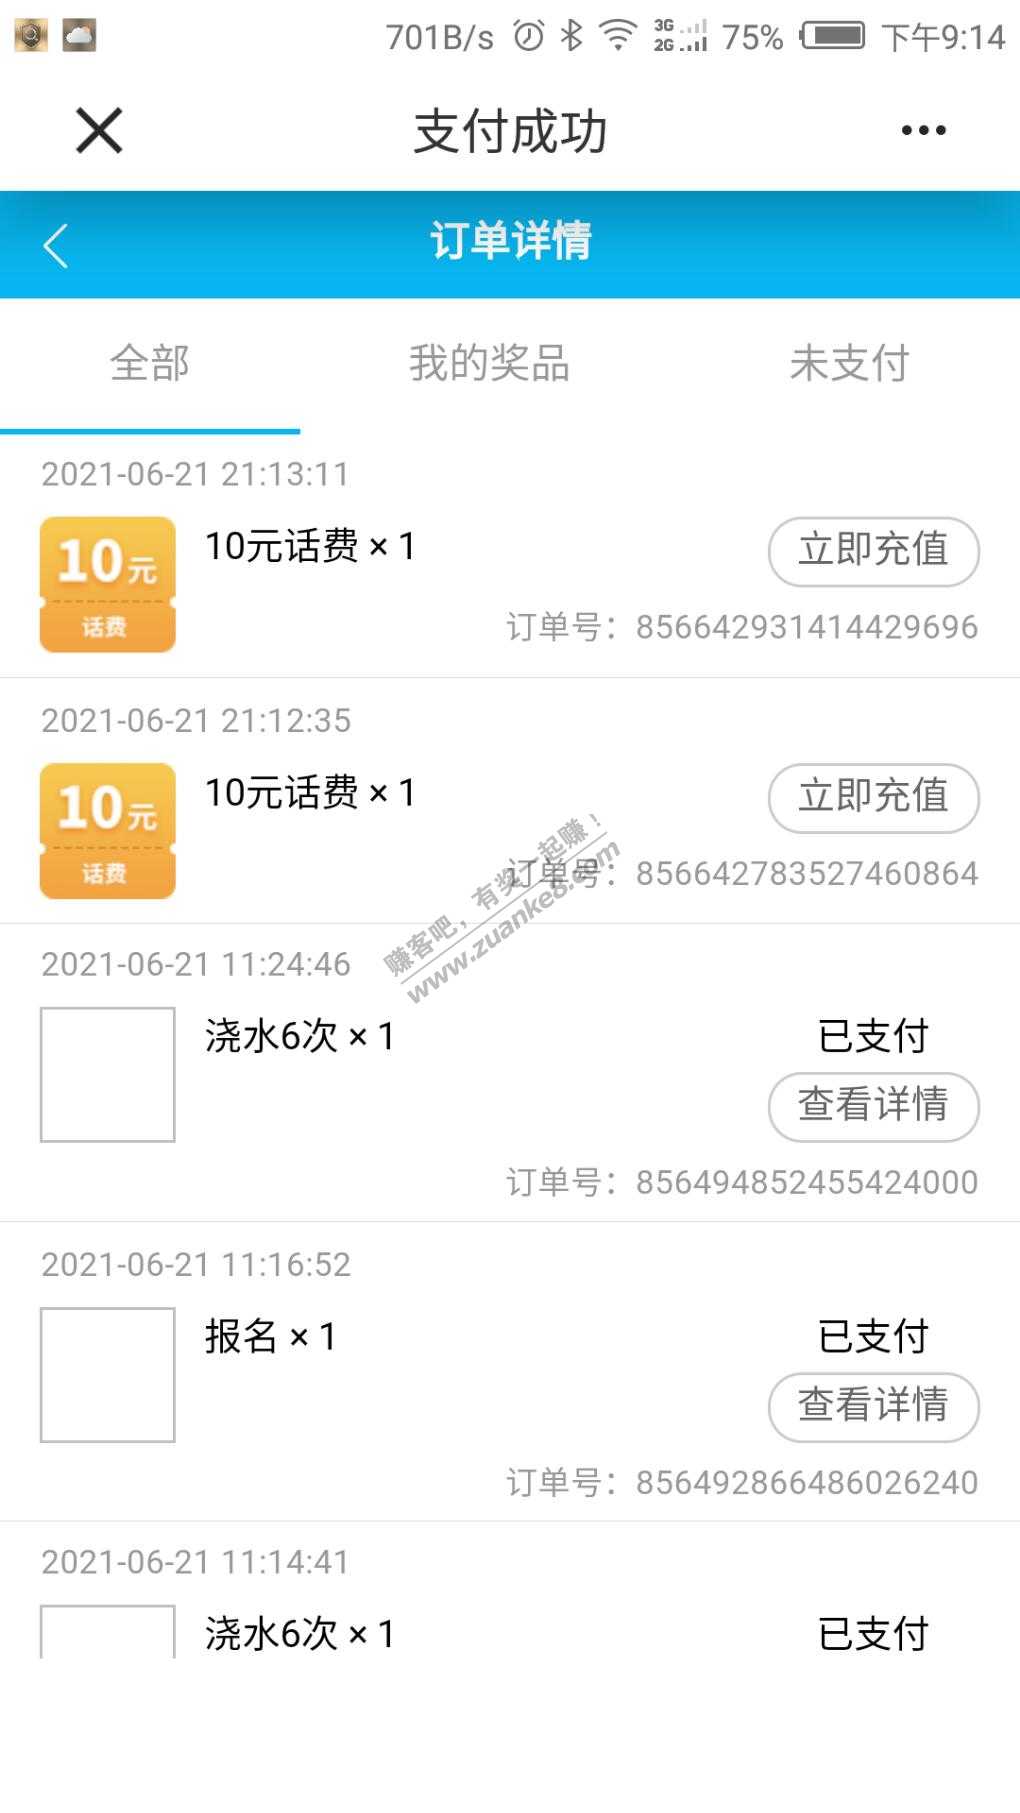 701B/s 3G 2G 75% 下午9:14
支付成功
订单详情
全部 我的奖品 未支付
2021-06-21 21:13:11
10元
话费
10元话费 × 1
立即充值
订单号：856642931414429696
2021-06-21 21:12:35
10元
话费
10元话费 × 1
立即充值
订单号：856642783527460864
赚客吧，有奖一起赚！
www.zuanke8.com
2021-06-21 11:24:46
浇水6次 × 1
已支付
查看详情
订单号：856494852455424000
2021-06-21 11:16:52
报名 × 1
已支付
查看详情
订单号：856492866486026240
2021-06-21 11:14:41
浇水6次 × 1
已支付